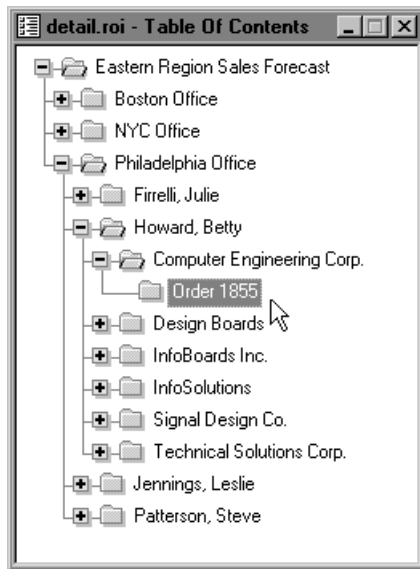 detail.roi - Table Of Contents
Eastern Region Sales Forecast
Boston Office
NYC Office
Philadelphia Office
Firrelli, Julie
Howard, Betty
Computer Engineering Corp.
Order 1855
Design Boards
InfoBoards Inc.
InfoSolutions
Signal Design Co.
Technical Solutions Corp.
Jennings, Leslie
Patterson, Steve